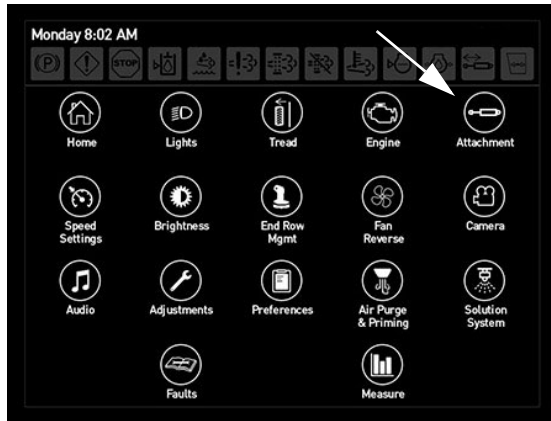 Monday 8:02 AM
(P) STOP
Home Lights Tread Engine Attachment
Speed Settings Brightness End Row Mgmt Fan Reverse Camera
Audio Adjustments Preferences Air Purge & Priming Solution System
Faults Measure